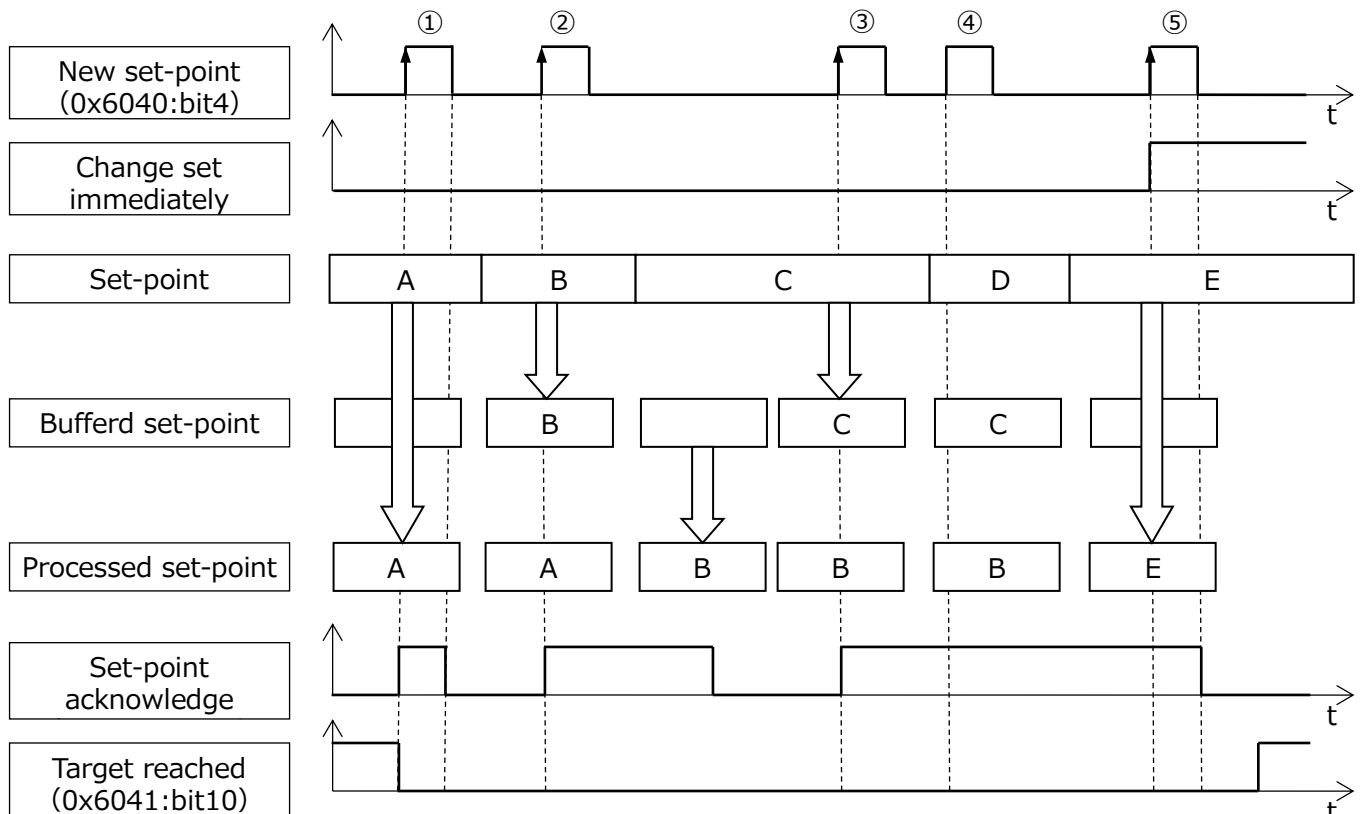 ① ② ③ ④ ⑤
New set-point
（0x6040:bit4）
t
Change set
immediately
t
Set-point
A B C D E
Bufferd set-point
B C C
Processed set-point
A A B B B E
Set-point
acknowledge
t
Target reached
（0x6041:bit10）
t